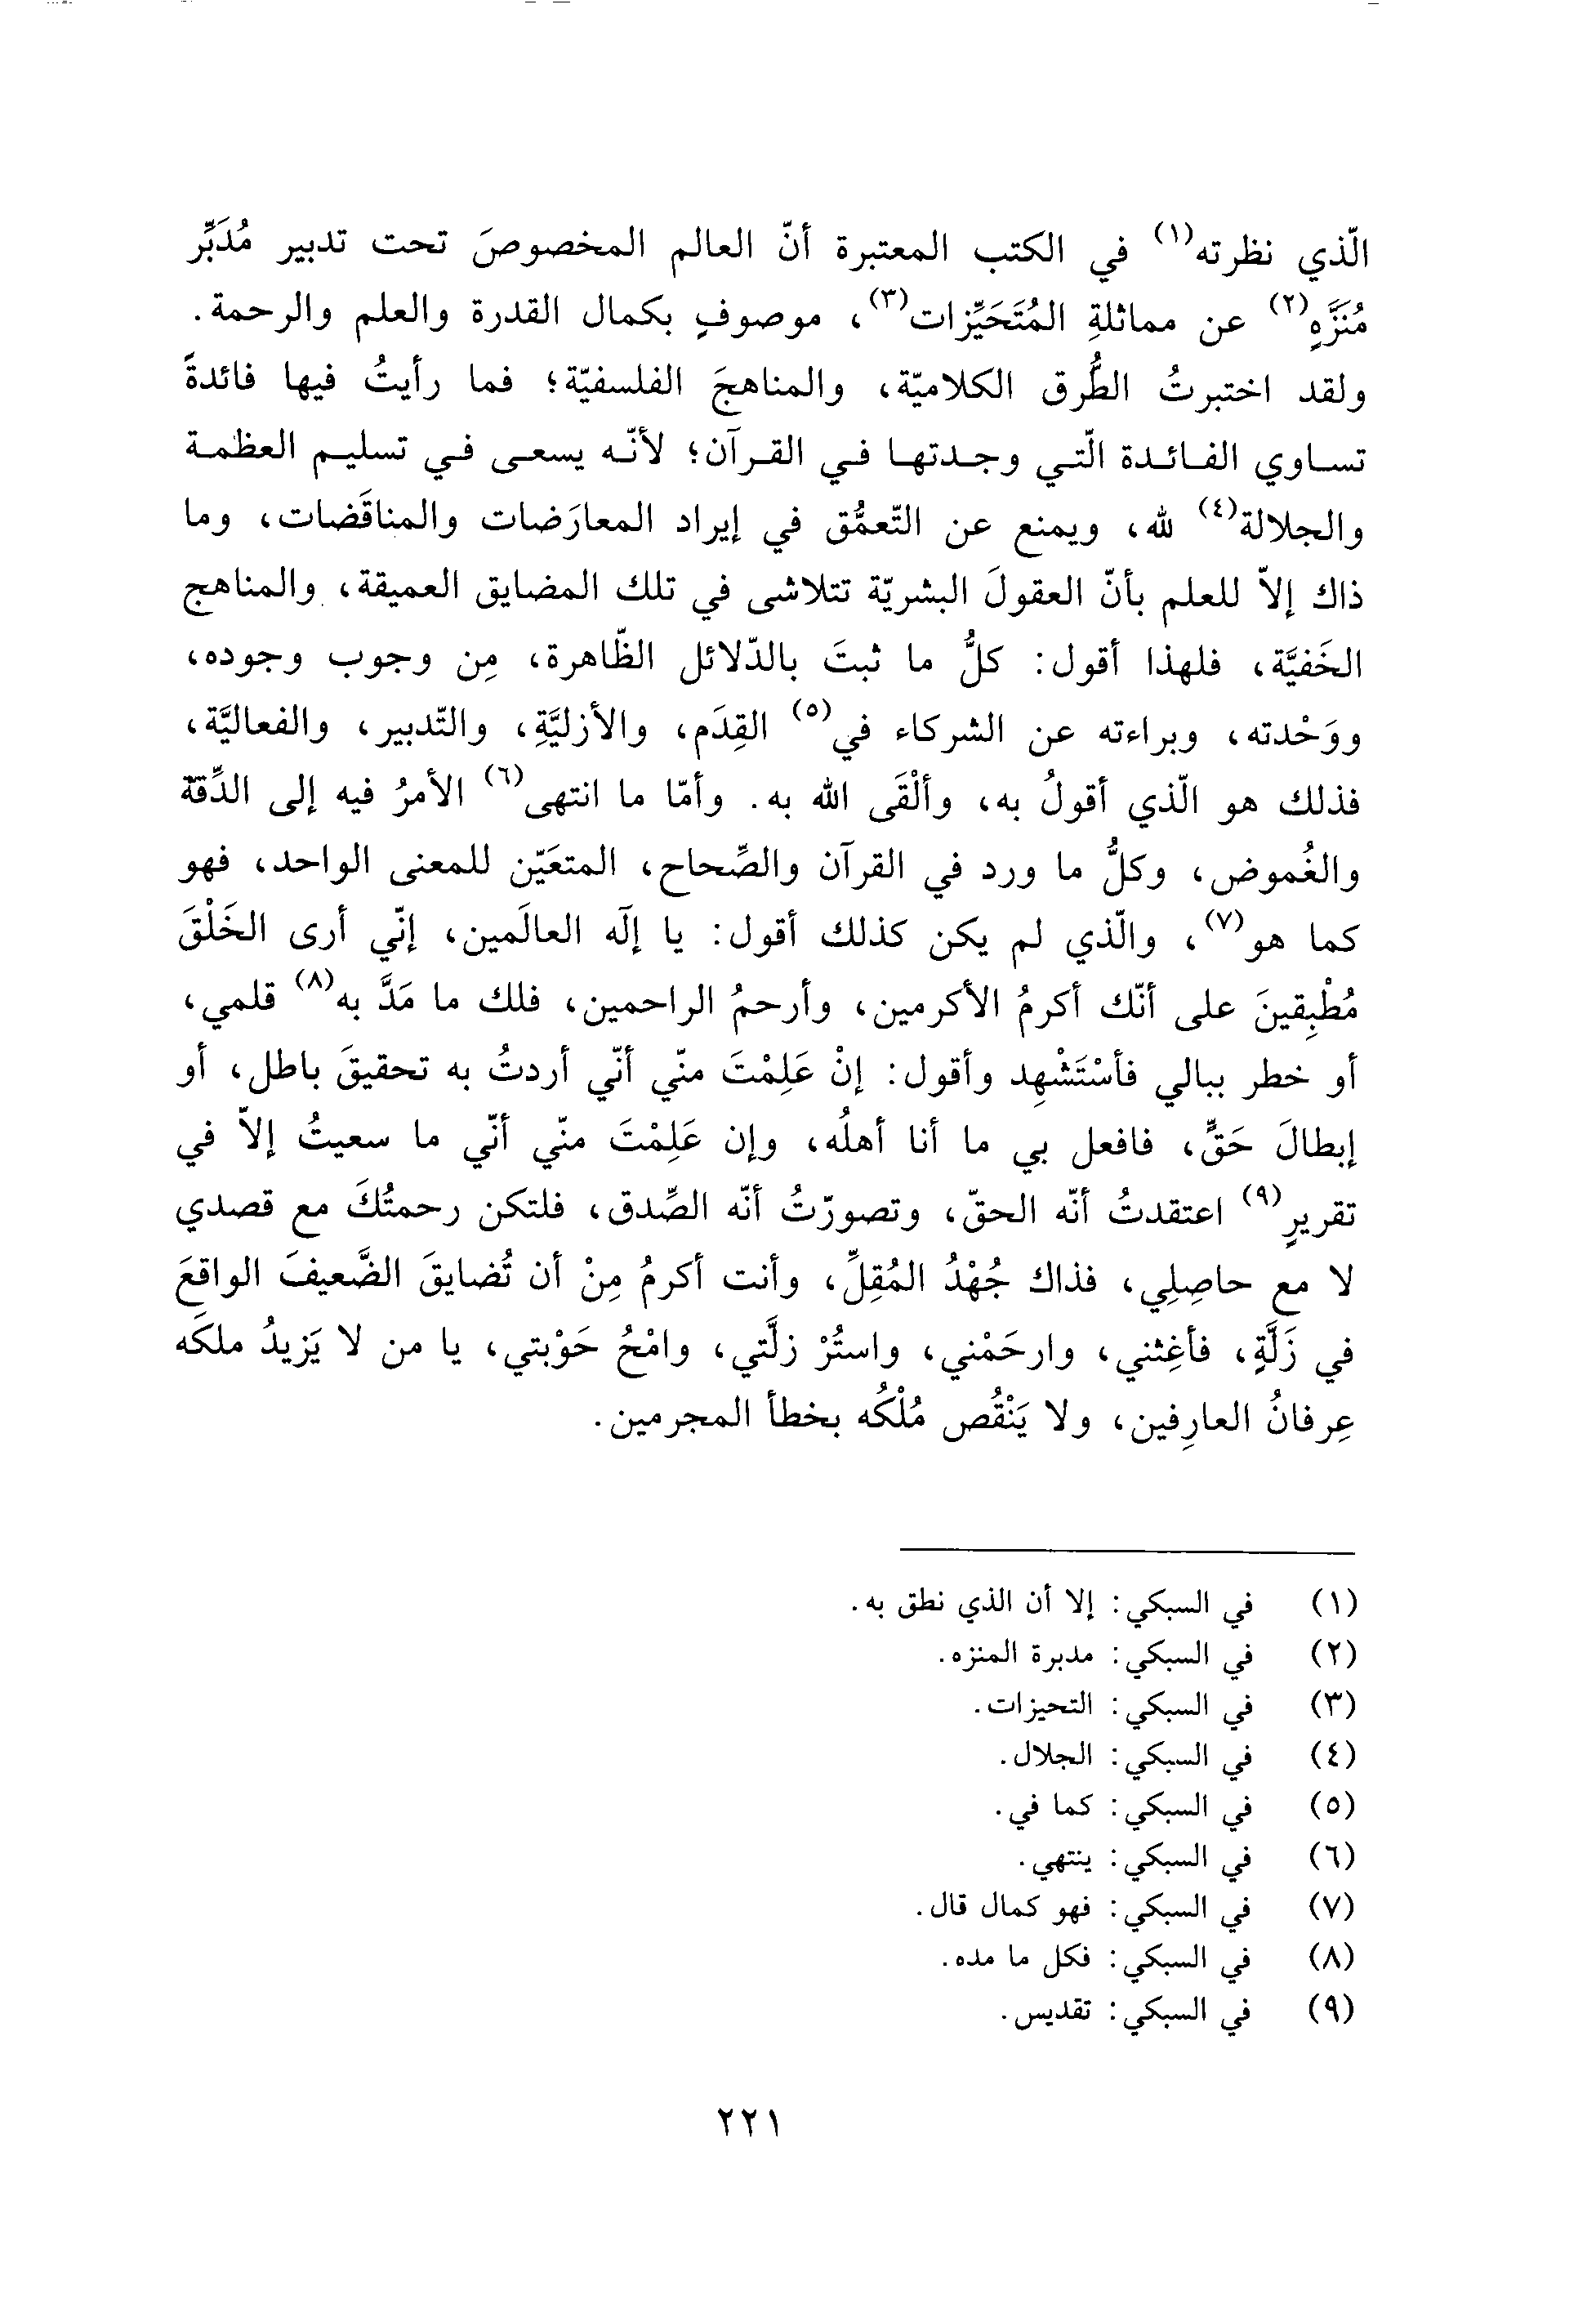 الّذي نظرته(١) في الكتب المعتبرة أنّ العالم المخصوصَ تحت تدبير مُدَبِّر
مُنَزَّهٍ(٢) عن مماثلةِ المُتَحَيِّزات(٣)، موصوفٍ بكمال القدرة والعلم والرحمة.
ولقد اختبرتُ الطُّرق الكلاميّة، والمناهجَ الفلسفيّة؛ فما رأيتُ فيها فائدةً
تساوي الفائدة الّتي وجدتها في القرآن؛ لأنّه يسعى في تسليم العظمة
والجلالة(٤) لله، ويمنع عن التّعمُّق في إيراد المعارَضات والمناقَضات، وما
ذاك إلاّ للعلم بأنّ العقولَ البشريّة تتلاشى في تلك المضايق العميقة، والمناهج
الخَفيَّة، فلهذا أقول: كلُّ ما ثبتَ بالدّلائل الظّاهرة، مِن وجوب وجوده،
ووَحْدته، وبراءته عن الشركاء في(٥) القِدَم، والأزليَّةِ، والتّدبير، والفعاليَّة،
فذلك هو الّذي أقولُ به، وألْقَى الله به. وأمّا ما انتهى(٦) الأمرُ فيه إلى الدِّقة
والغُموض، وكلُّ ما ورد في القرآن والصِّحاح، المتعَيّن للمعنى الواحد، فهو
كما هو(٧)، والّذي لم يكن كذلك أقول: يا إلَه العالَمين، إنّي أرى الخَلْقَ
مُطْبِقينَ على أنّك أكرمُ الأكرمين، وأرحمُ الراحمين، فلك ما مَدَّ به(٨) قلمي،
أو خطر ببالي فأسْتَشْهِد وأقول: إنْ عَلِمْتَ منّي أنّي أردتُ به تحقيقَ باطل، أو
إبطالَ حَقٍّ، فافعل بي ما أنا أهلُه، وإن عَلِمْتَ منّي أنّي ما سعيتُ إلاّ في
تقريرٍ(٩) اعتقدتُ أنّه الحقّ، وتصورّتُ أنّه الصِّدق، فلتكن رحمتُكَ مع قصدي
لا مع حاصِلِي، فذاك جُهْدُ المُقِلِّ، وأنت أكرمُ مِنْ أن تُضايقَ الضَّعيفَ الواقعَ
في زَلَّةٍ، فأغِثني، وارحَمْني، واستُرْ زلَّتي، وامْحُ حَوْبتي، يا من لا يَزيدُ ملكَه
عِرفانُ العارِفين، ولا يَنْقُص مُلْكُه بخطأ المجرمين.
(١) في السبكي: إلا أن الذي نطق به.
(٢) في السبكي: مدبرة المنزه.
(٣) في السبكي: التحيزات.
(٤) في السبكي: الجلال.
(٥) في السبكي: كما في.
(٦) في السبكي: ينتهي.
(٧) في السبكي: فهو كمال قال.
(٨) في السبكي: فكل ما مده.
(٩) في السبكي: تقديس.
٢٢١